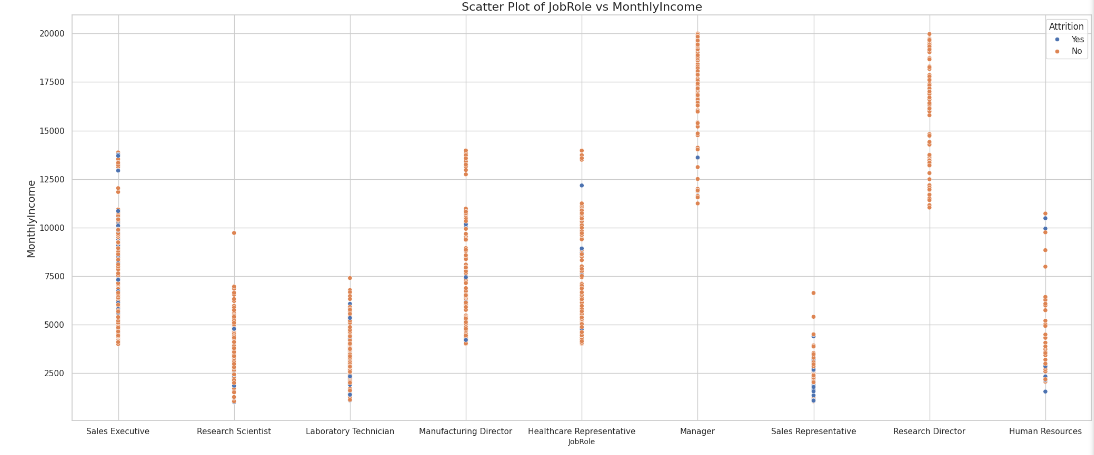 Scatter Plot of JobRole vs MonthlyIncome
Attrition
Yes
No
MonthlyIncome
20000
17500
15000
12500
10000
7500
5000
2500
Sales Executive Research Scientist Laboratory Technician Manufacturing Director Healthcare Representative Manager Sales Representative Research Director Human Resources
JobRole